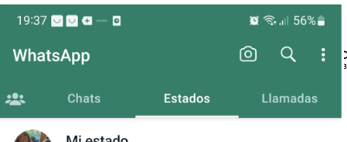 19:37 56%
WhatsApp
Chats Estados Llamadas
Mi estado